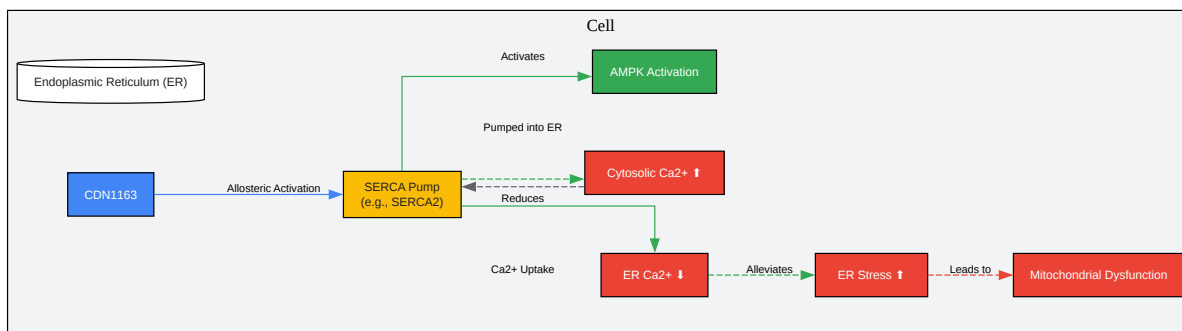 Cell
Activates
AMPK Activation
Endoplasmic Reticulum (ER)
Pumped into ER
Cytosolic Ca2+ ⬆
CDN1163
Allosteric Activation
SERCA Pump
(e.g., SERCA2)
Reduces
Ca2+ Uptake
ER Ca2+ ⬇
Alleviates
ER Stress ⬆
Leads to
Mitochondrial Dysfunction